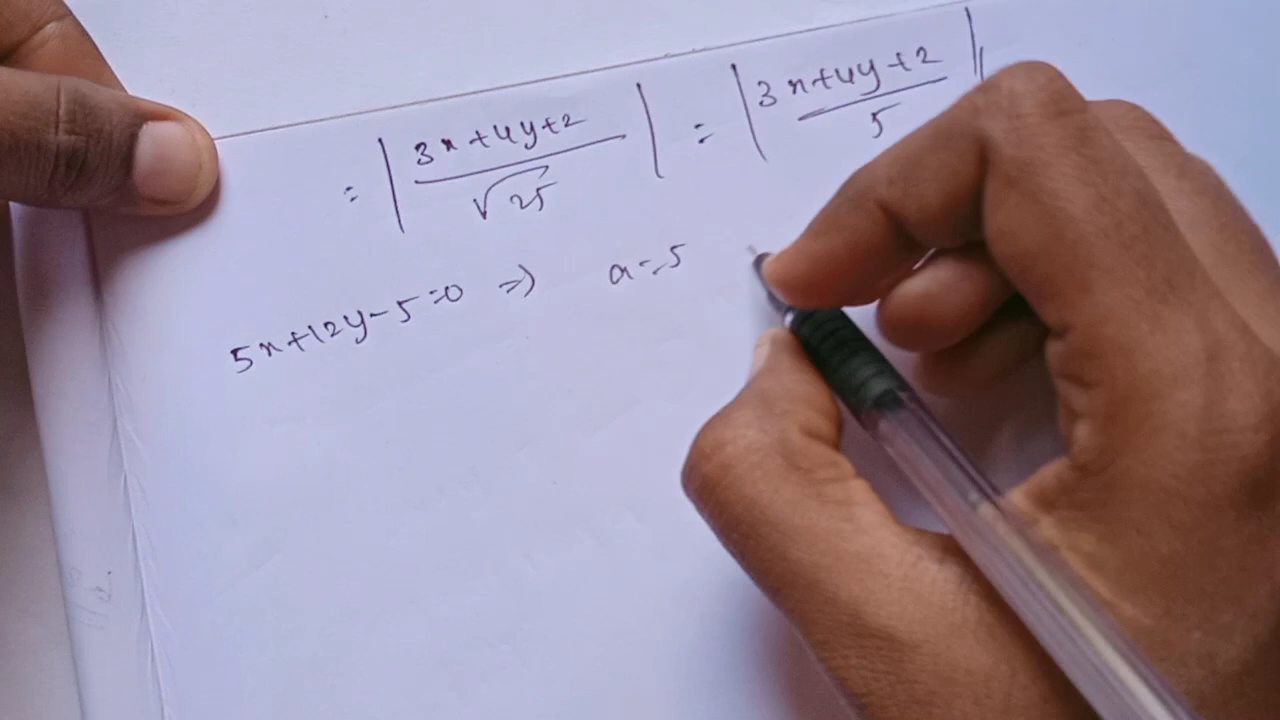 = | 3x+4y+2 / √25 | = | 3x+4y+2 / 5 |
5x+12y-5=0 => a=5